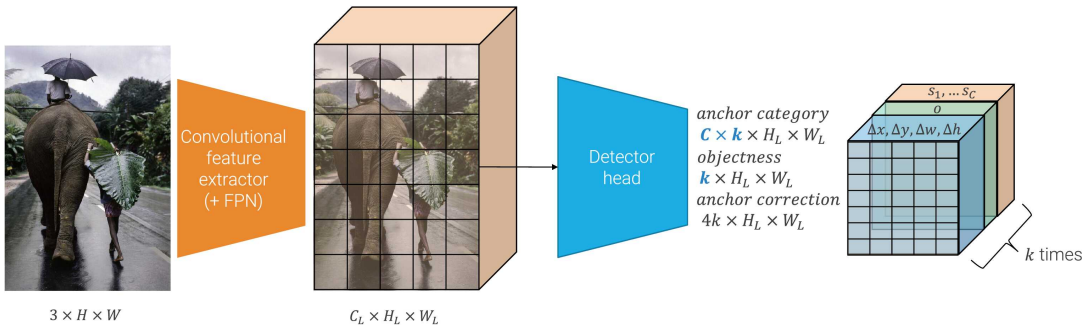 3 × H × W
Convolutional
feature
extractor
(+ FPN)
C_L × H_L × W_L
Detector
head
anchor category
C × k × H_L × W_L
objectness
k × H_L × W_L
anchor correction
4k × H_L × W_L
s_1, … s_C
o
Δx, Δy, Δw, Δh
k times